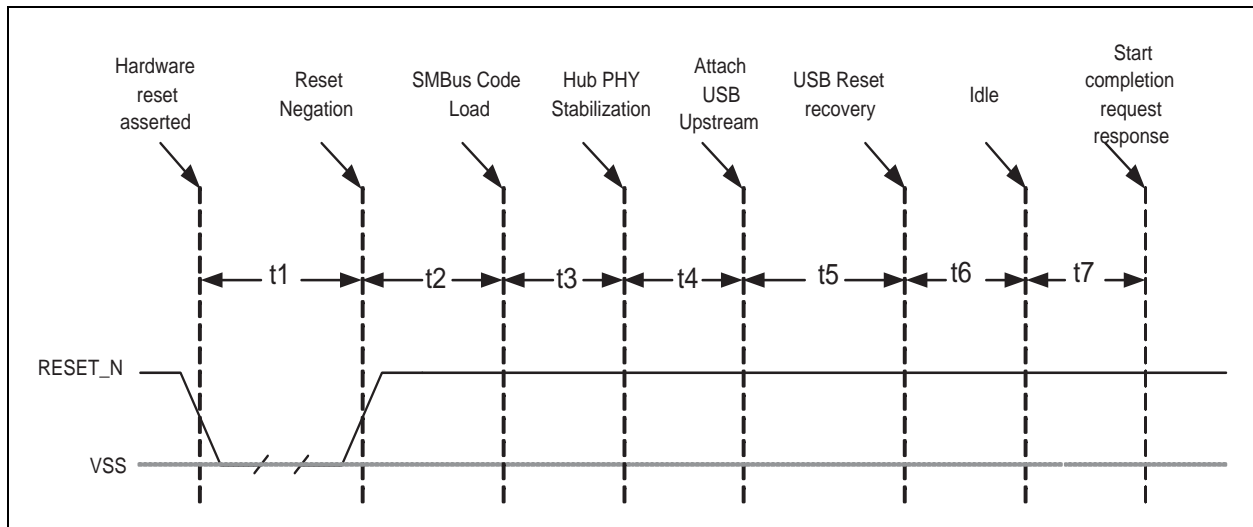 Hardware
reset
asserted
Reset
Negation
SMBus Code
Load
Hub PHY
Stabilization
Attach
USB
Upstream
USB Reset
recovery
Idle
Start
completion
request
response
t1
t2
t3
t4
t5
t6
t7
RESET_N
VSS